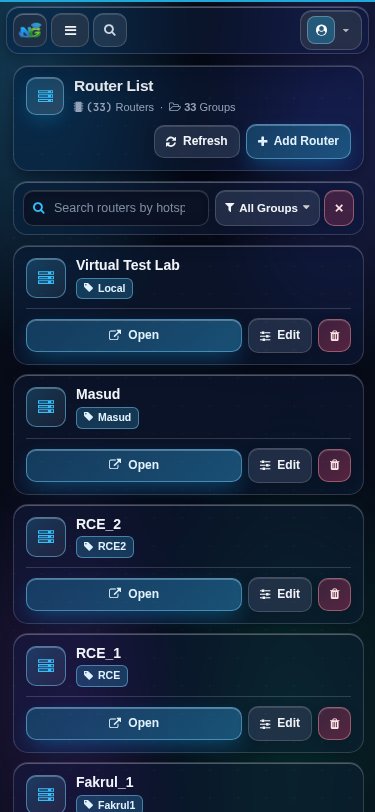 NG
Router List
(33) Routers · 33 Groups
Refresh
Add Router
Search routers by hotsp
All Groups
Virtual Test Lab
Local
Open
Edit
Masud
Masud
Open
Edit
RCE_2
RCE2
Open
Edit
RCE_1
RCE
Open
Edit
Fakrul_1
Fakrul1